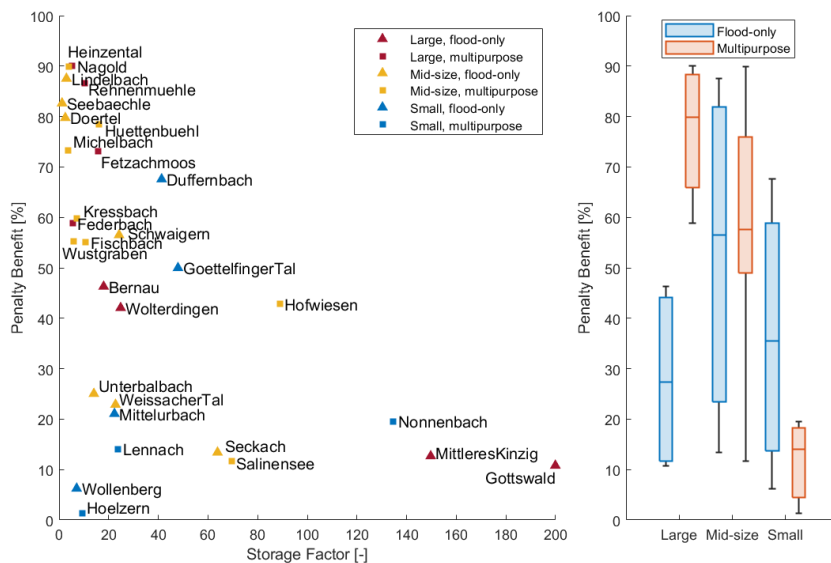 100
90
80
70
60
50
40
30
20
10
0
Penalty Benefit [%]
0 20 40 60 80 100 120 140 160 180 200
Storage Factor [-]
Large, flood-only
Large, multipurpose
Mid-size, flood-only
Mid-size, multipurpose
Small, flood-only
Small, multipurpose
Heinzental
Nagold
Lindelbach
Rehnenmuehle
Seebaechle
Doertel
Huettenbuehl
Michelbach
Fetzachmoos
Duffernbach
Kressbach
Federbach
Schwaigern
Fischbach
Wustgraben
GoettelfingerTal
Bernau
Wolterdingen
Hofwiesen
Unterbalbach
WeissacherTal
Mittelurbach
Nonnenbach
Lennach
Seckach
Salinensee
MittleresKinzig
Gottswald
Wollenberg
Hoelzern
100
90
80
70
60
50
40
30
20
10
0
Penalty Benefit [%]
Flood-only
Multipurpose
Large Mid-size Small